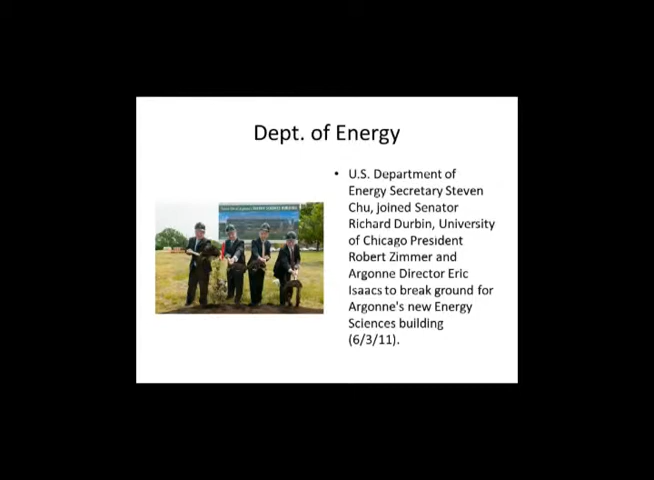 Dept. of Energy
• U.S. Department of
Energy Secretary Steven
Chu, joined Senator
Richard Durbin, University
of Chicago President
Robert Zimmer and
Argonne Director Eric
Isaacs to break ground for
Argonne's new Energy
Sciences building
(6/3/11).